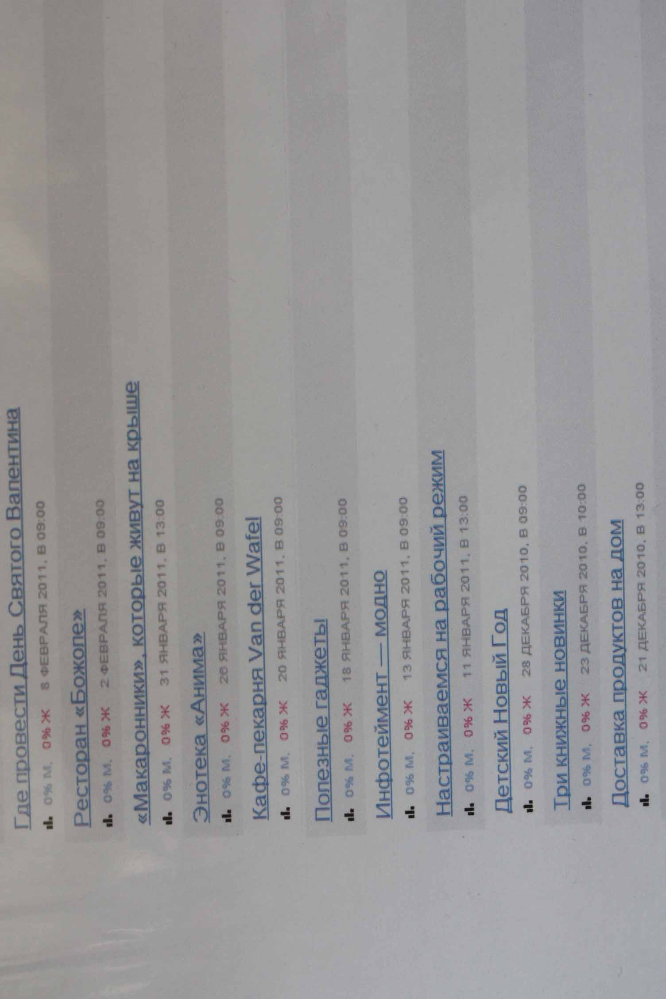 Где провести День Святого Валентина
0% М. 0% Ж 8 ФЕВРАЛЯ 2011, В 09:00
Ресторан «Божоле»
0% М. 0% Ж 2 ФЕВРАЛЯ 2011, В 09:00
«Макаронники», которые живут на крыше
0% М. 0% Ж 31 ЯНВАРЯ 2011, В 13:00
Энотека «Анима»
0% М. 0% Ж 26 ЯНВАРЯ 2011, В 09:00
Кафе-пекарня Van der Wafel
0% М. 0% Ж 20 ЯНВАРЯ 2011, В 09:00
Полезные гаджеты
0% М. 0% Ж 18 ЯНВАРЯ 2011, В 09:00
Инфотеймент — модно
0% М. 0% Ж 13 ЯНВАРЯ 2011, В 09:00
Настраиваемся на рабочий режим
0% М. 0% Ж 11 ЯНВАРЯ 2011, В 13:00
Детский Новый Год
0% М. 0% Ж 28 ДЕКАБРЯ 2010, В 09:00
Три книжные новинки
0% М. 0% Ж 23 ДЕКАБРЯ 2010, В 10:00
Доставка продуктов на дом
0% М. 0% Ж 21 ДЕКАБРЯ 2010, В 13:00